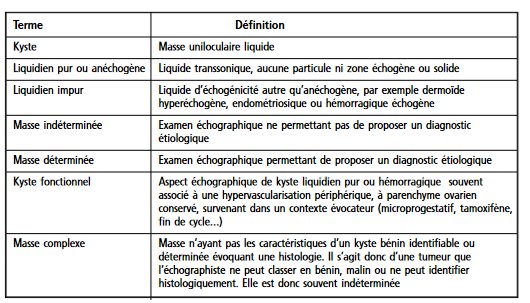 Terme Définition
Kyste Masse uniloculaire liquide
Liquidien pur ou anéchogène Liquide transsonique, aucune particule ni zone échogène ou solide
Liquidien impur Liquide d'échogénicité autre qu'anéchogène, par exemple dermoïde
hyperéchogène, endométriosique ou hémorragique échogène
Masse indéterminée Examen échographique ne permettant pas de proposer un diagnostic
étiologique
Masse déterminée Examen échographique permettant de proposer un diagnostic étiologique
Kyste fonctionnel Aspect échographique de kyste liquidien pur ou hémorragique souvent
associé à une hypervascularisation périphérique, à parenchyme ovarien
conservé, survenant dans un contexte évocateur (microprogestatif, tamoxifène,
fin de cycle...)
Masse complexe Masse n'ayant pas les caractéristiques d'un kyste bénin identifiable ou
déterminée évoquant une histologie. Il s'agit donc d'une tumeur que
l'échographiste ne peut classer en bénin, malin ou ne peut identifier
histologiquement. Elle est donc souvent indéterminée